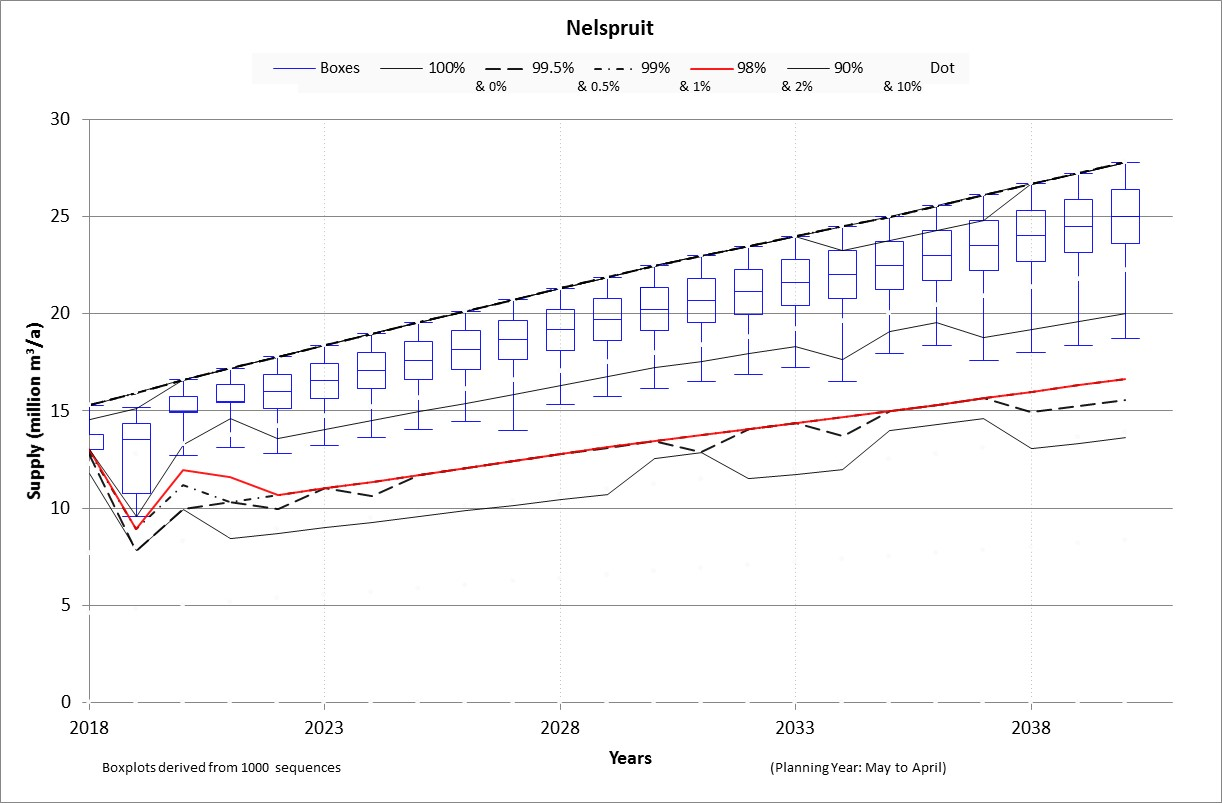 Nelspruit
Boxes 100% 99.5% 99% 98% 90% Dot
& 0% & 0.5% & 1% & 2% & 10%
30
25
20
15
10
5
0
Supply (million m³/a)
2018 2023 2028 2033 2038
Years
Boxplots derived from 1000 sequences (Planning Year: May to April)